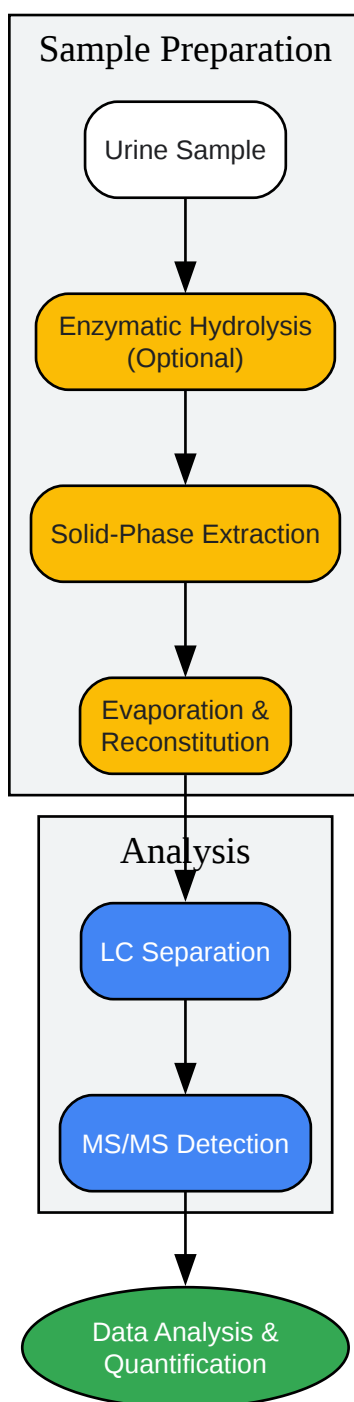 Sample Preparation
Urine Sample
Enzymatic Hydrolysis
(Optional)
Solid-Phase Extraction
Evaporation &
Reconstitution
Analysis
LC Separation
MS/MS Detection
Data Analysis &
Quantification